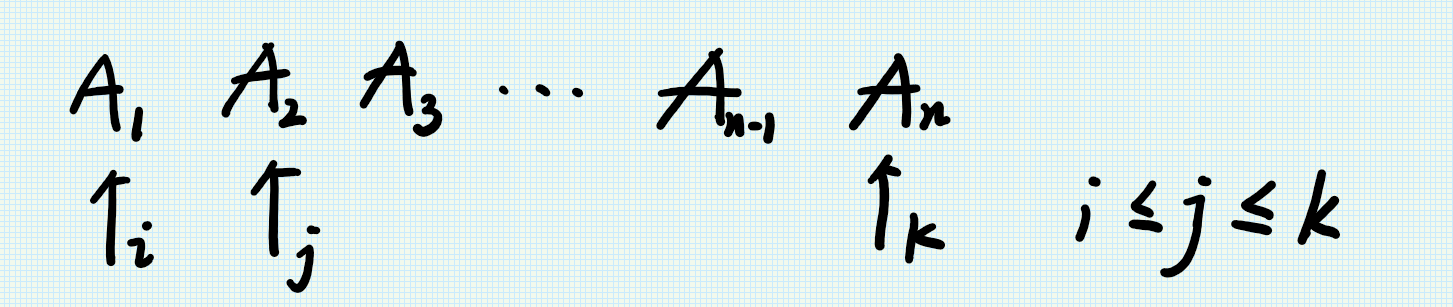 A₁ A₂ A₃ ⋯ Aₙ₋₁ Aₙ
↑i ↑j ↑k i ≤ j ≤ k